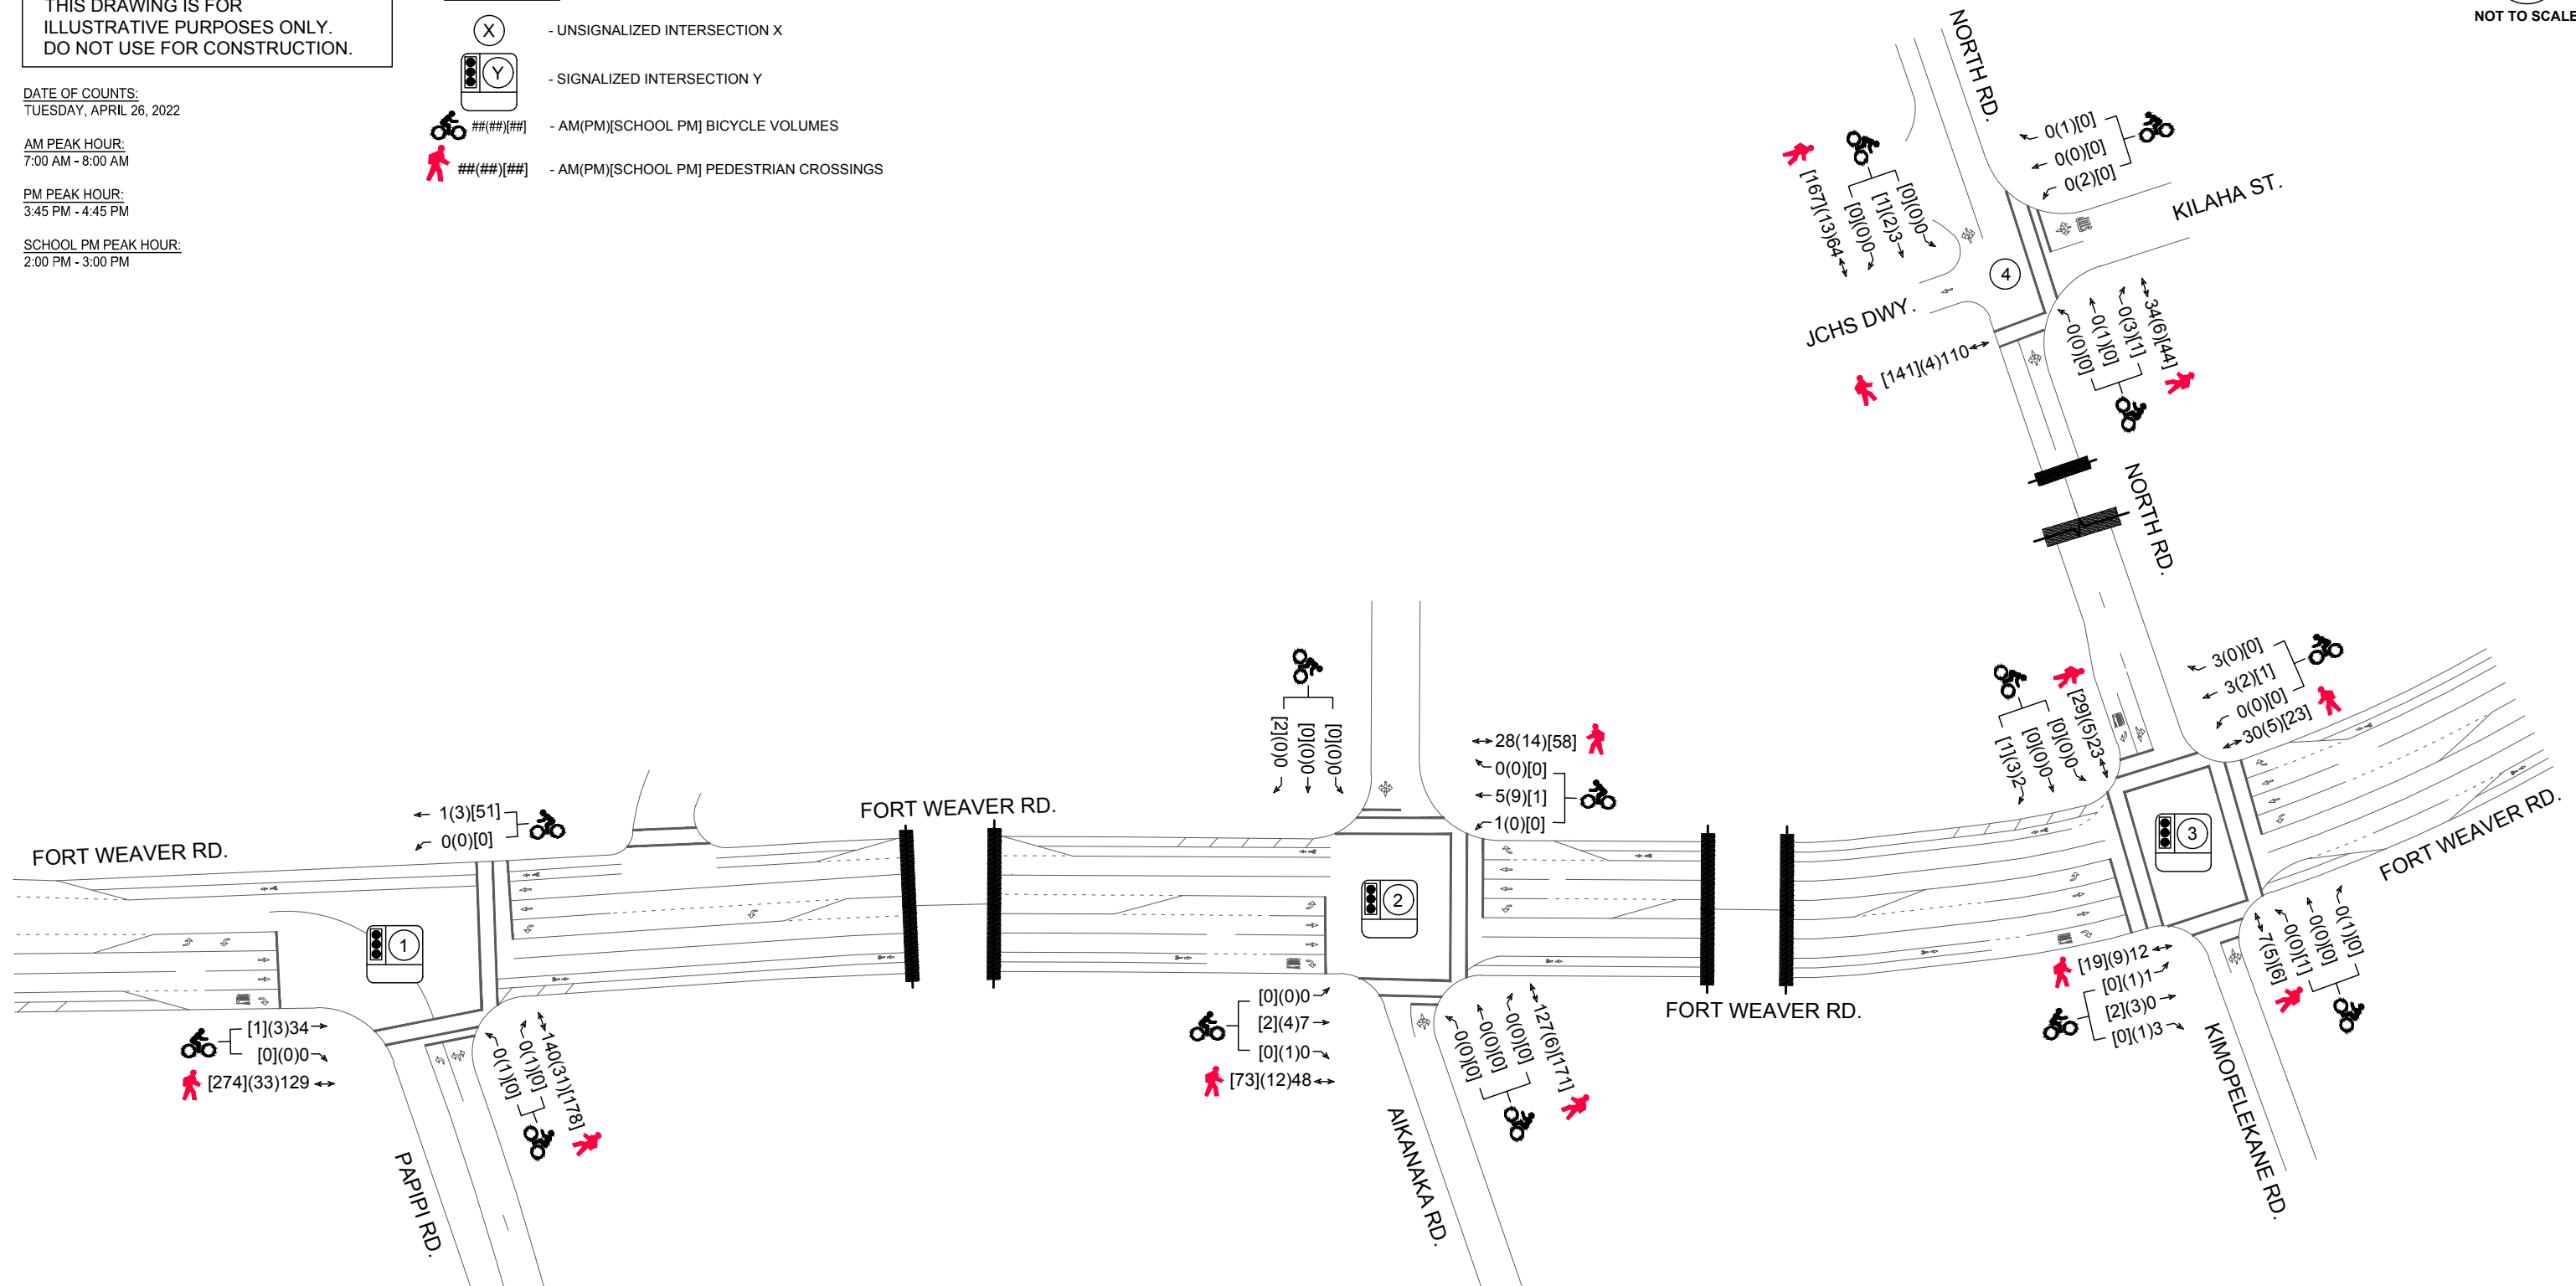 THIS DRAWING IS FOR
ILLUSTRATIVE PURPOSES ONLY.
DO NOT USE FOR CONSTRUCTION.
DATE OF COUNTS:
TUESDAY, APRIL 26, 2022
AM PEAK HOUR:
7:00 AM - 8:00 AM
PM PEAK HOUR:
3:45 PM - 4:45 PM
SCHOOL PM PEAK HOUR:
2:00 PM - 3:00 PM
X - UNSIGNALIZED INTERSECTION X
Y - SIGNALIZED INTERSECTION Y
##(##)[##] - AM(PM)[SCHOOL PM] BICYCLE VOLUMES
##(##)[##] - AM(PM)[SCHOOL PM] PEDESTRIAN CROSSINGS
NOT TO SCALE
NORTH RD.
0(1)[0]
0(0)[0]
0(2)[0]
KILAHA ST.
[167](13)64
[0](0)0
[1](2)3
[0](0)0
4
JCHS DWY.
[141](4)110
0(0)[0]
0(1)[0]
0(3)[1]
34(6)[44]
NORTH RD.
FORT WEAVER RD.
1(3)[51]
0(0)[0]
1
[1](3)34
[0](0)0
[274](33)129
0(1)[0]
0(1)[0]
140(31)[178]
PAPIPI RD.
FORT WEAVER RD.
[2](0)0
[0](0)0
[0](0)0
28(14)[58]
0(0)[0]
5(9)[1]
1(0)[0]
2
[0](0)0
[2](4)7
[0](1)0
[73](12)48
0(0)[0]
0(0)[0]
0(0)[0]
127(6)[171]
AIKANAKA RD.
FORT WEAVER RD.
[1](3)2
[0](0)0
[0](0)0
[29](5)23
3(0)[0]
3(2)[1]
0(0)[0]
30(5)[23]
3
FORT WEAVER RD.
[19](9)12
[0](1)1
[2](3)0
[0](1)3
7(5)[6]
0(0)[1]
0(0)[0]
0(1)[0]
KIMOPELEKANE RD.